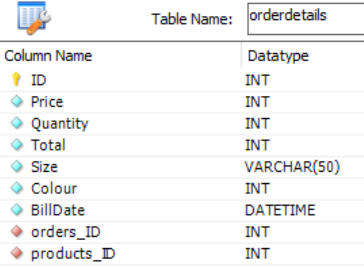 Table Name: orderdetails
Column Name Datatype
ID INT
Price INT
Quantity INT
Total INT
Size VARCHAR(50)
Colour INT
BillDate DATETIME
orders_ID INT
products_ID INT